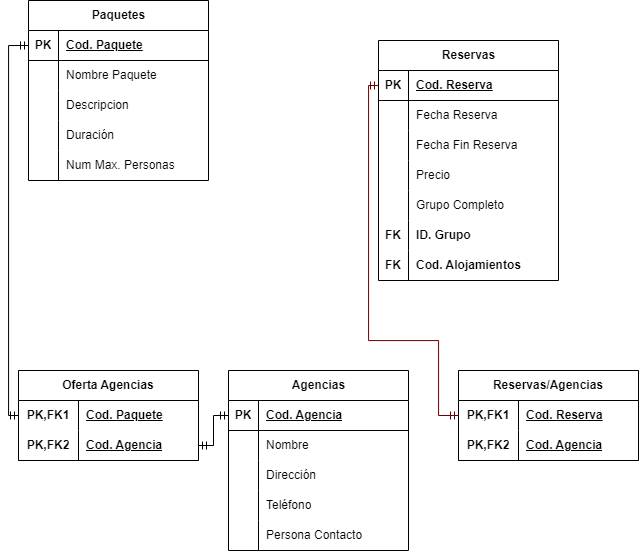 Paquetes
PK Cod. Paquete
Nombre Paquete
Descripcion
Duración
Num Max. Personas
Reservas
PK Cod. Reserva
Fecha Reserva
Fecha Fin Reserva
Precio
Grupo Completo
FK ID. Grupo
FK Cod. Alojamientos
Oferta Agencias
PK,FK1 Cod. Paquete
PK,FK2 Cod. Agencia
Agencias
PK Cod. Agencia
Nombre
Dirección
Teléfono
Persona Contacto
Reservas/Agencias
PK,FK1 Cod. Reserva
PK,FK2 Cod. Agencia